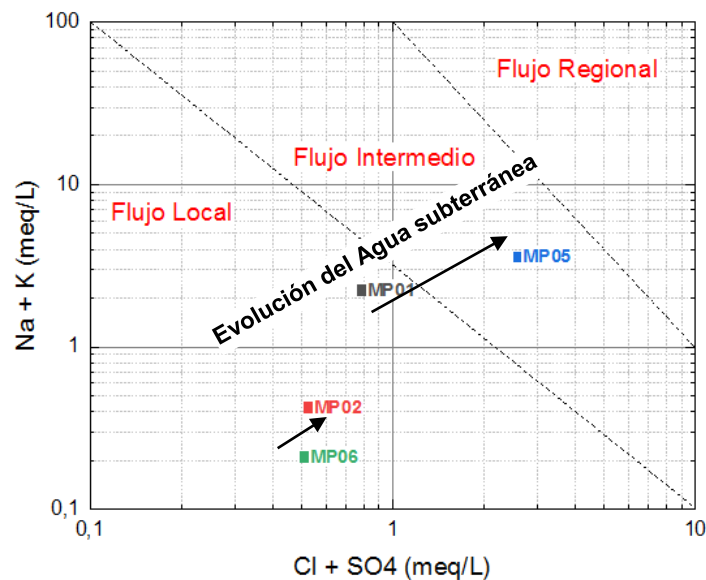 100
Flujo Regional
Flujo Intermedio
10
Flujo Local
Evolución del Agua subterránea
MP05
MP01
1
MP02
MP06
0,1
0,1
1
10
Na + K (meq/L)
Cl + SO4 (meq/L)